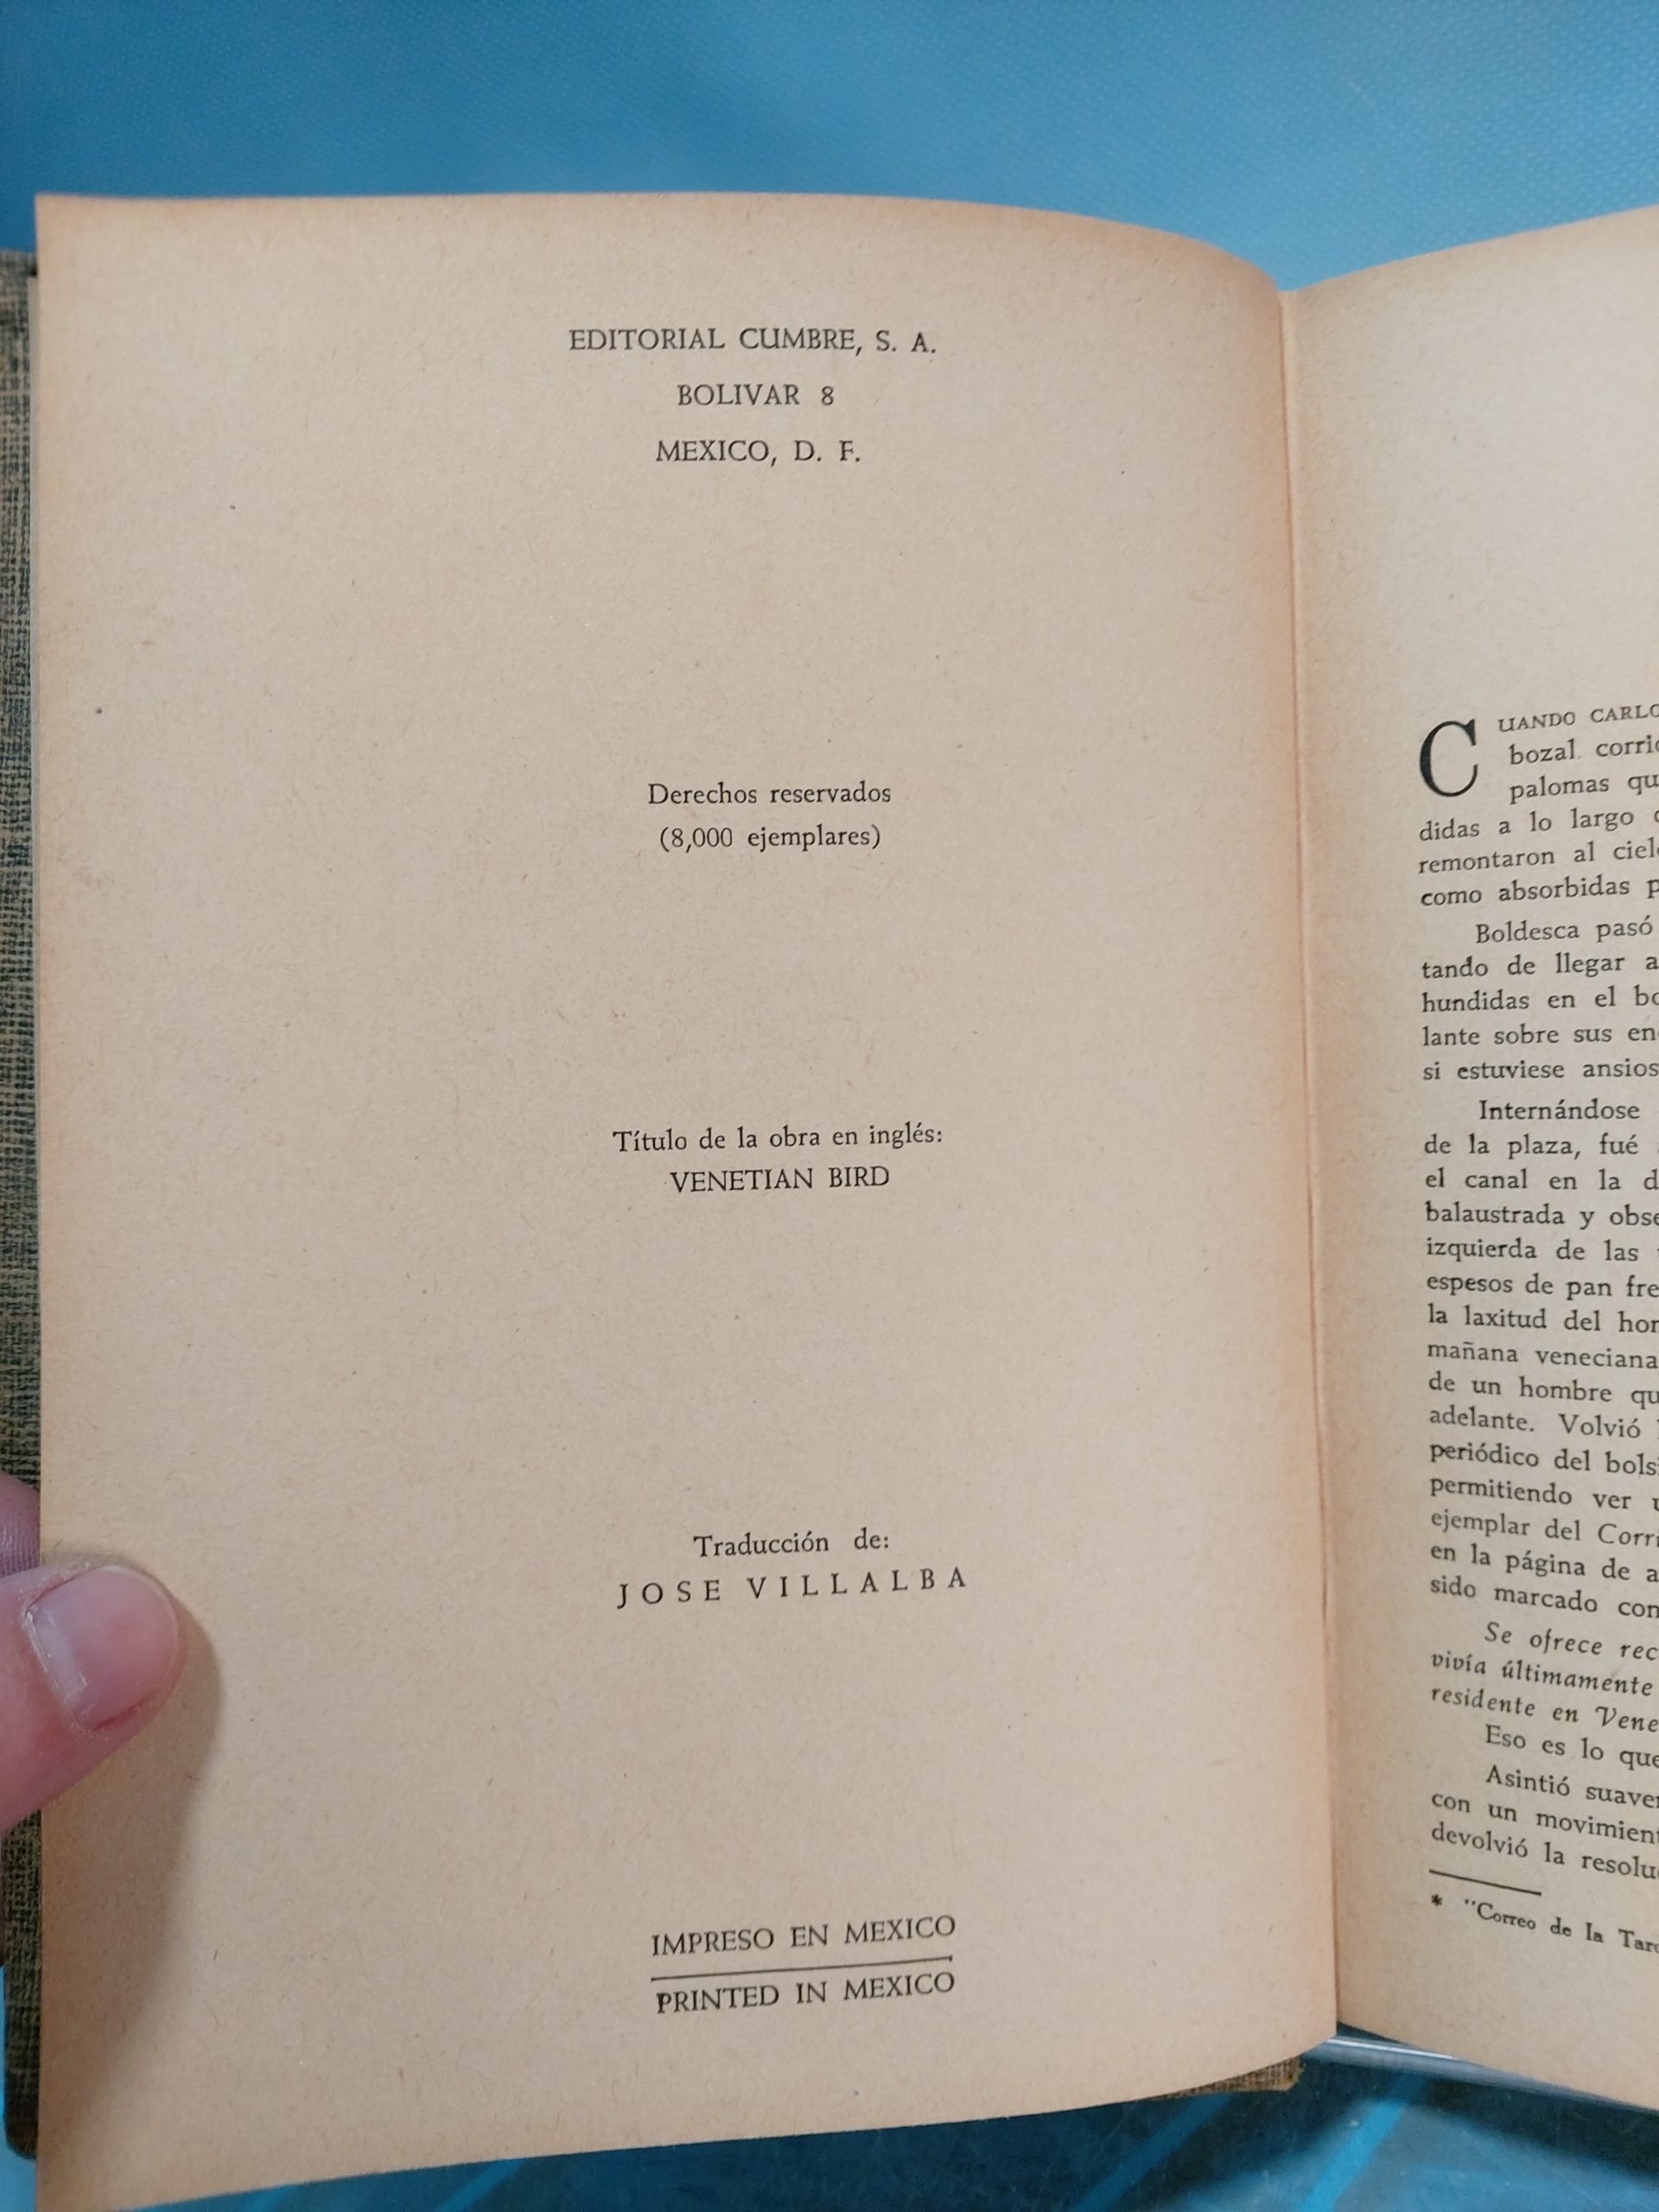 EDITORIAL CUMBRE, S. A.
BOLIVAR 8
MEXICO, D. F.
Derechos reservados
(8,000 ejemplares)
Título de la obra en inglés:
VENETIAN BIRD
Traducción de:
JOSE VILLALBA
IMPRESO EN MEXICO
PRINTED IN MEXICO
CUANDO
bozal
palomas
didas a lo largo
remontaron al
como absorbidas
Boldesca pasó
tando de llegar
hundidas en el
lante sobre sus
si estuviese
Internándose
de la plaza, fué
el canal en la
balaustrada y
izquierda de las
espesos de pan
la laxitud del
mañana veneciana
de un hombre
adelante. Volvió
periódico del
permitiendo ver
ejemplar del
en la página de
sido marcado
Se ofrece
vivía últimamente
residente en
Eso es lo
Asintió
con un
devolvió la
* "Correo de la